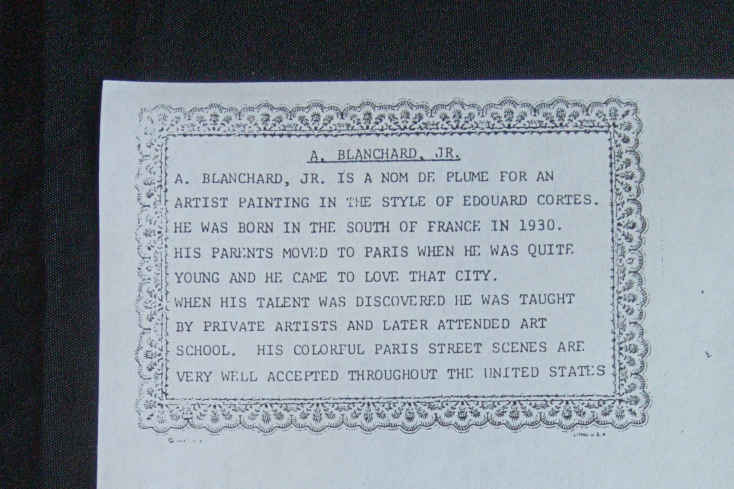 A. BLANCHARD, JR.
A. BLANCHARD, JR. IS A NOM DE PLUME FOR AN
ARTIST PAINTING IN THE STYLE OF EDOUARD CORTES.
HE WAS BORN IN THE SOUTH OF FRANCE IN 1930.
HIS PARENTS MOVED TO PARIS WHEN HE WAS QUITE
YOUNG AND HE CAME TO LOVE THAT CITY.
WHEN HIS TALENT WAS DISCOVERED HE WAS TAUGHT
BY PRIVATE ARTISTS AND LATER ATTENDED ART
SCHOOL. HIS COLORFUL PARIS STREET SCENES ARE
VERY WELL ACCEPTED THROUGHOUT THE UNITED STATES